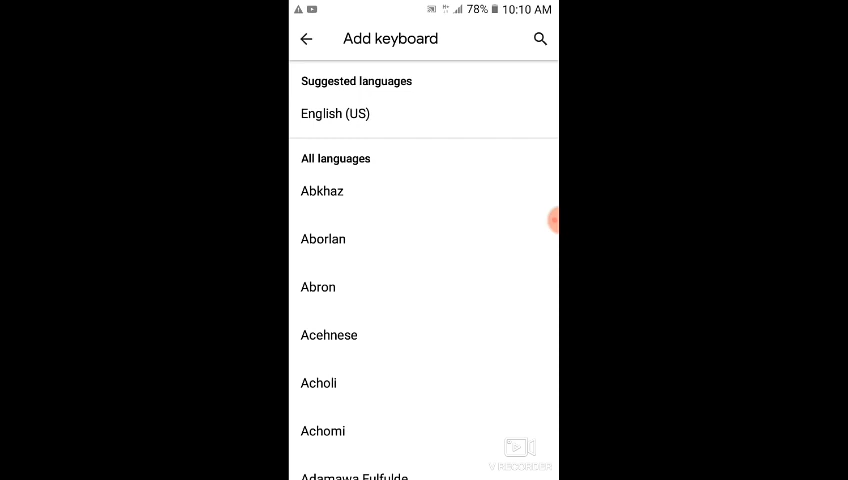 78% 10:10 AM
Add keyboard
Suggested languages
English (US)
All languages
Abkhaz
Aborlan
Abron
Acehnese
Acholi
Achomi
Adamawa Fulfulde
V RECORDER